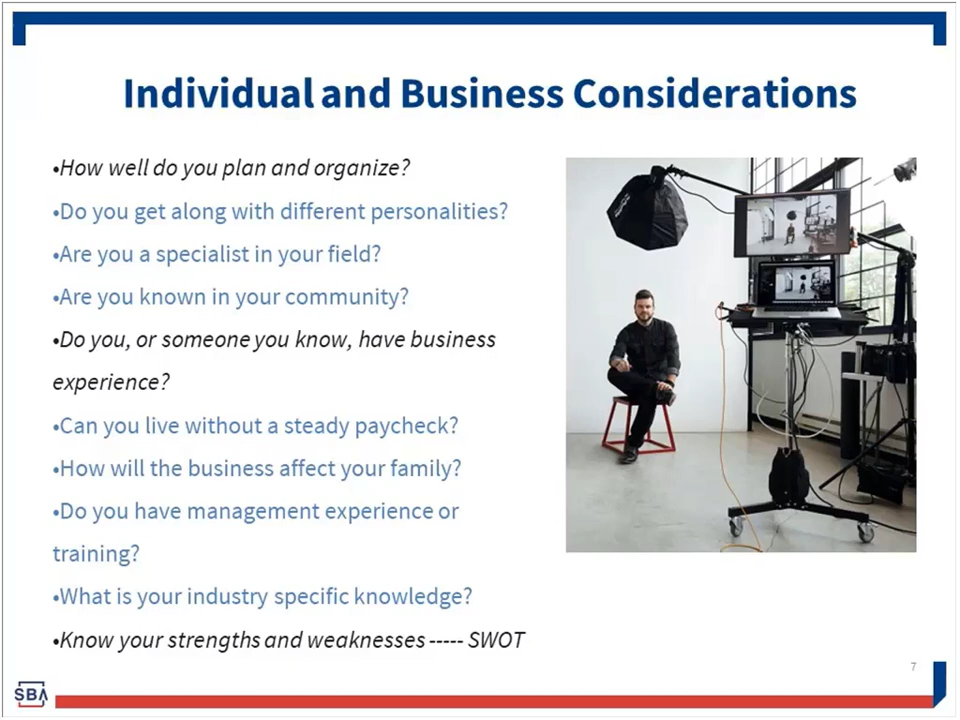 Individual and Business Considerations
•How well do you plan and organize?
•Do you get along with different personalities?
•Are you a specialist in your field?
•Are you known in your community?
•Do you, or someone you know, have business
experience?
•Can you live without a steady paycheck?
•How will the business affect your family?
•Do you have management experience or
training?
•What is your industry specific knowledge?
•Know your strengths and weaknesses ----- SWOT
7
SBA